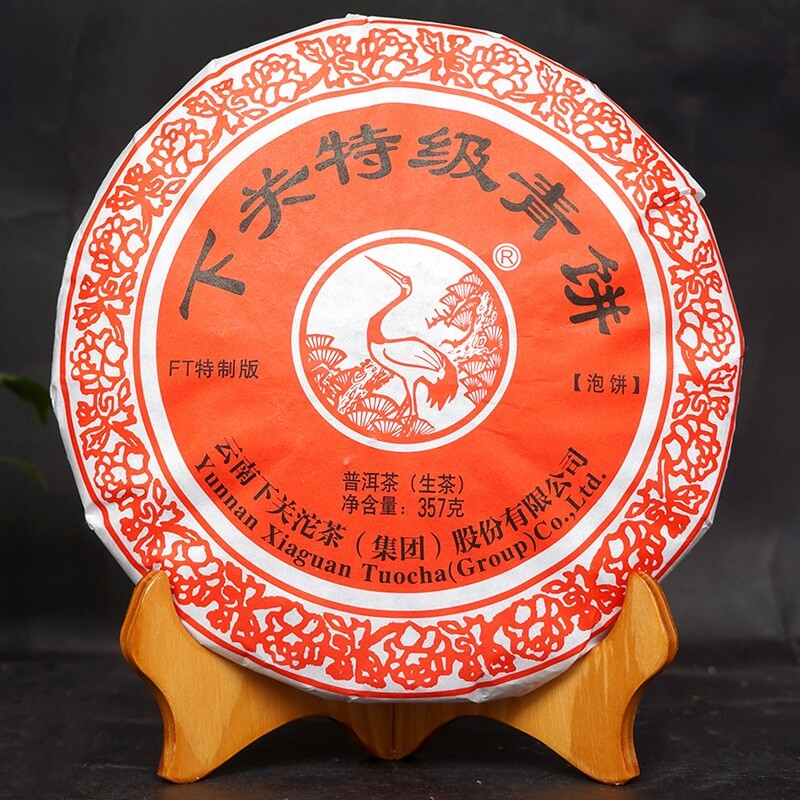 下关特级青饼
®
FT特制版
【泡饼】
普洱茶（生茶）
净含量：357克
云南下关沱茶（集团）股份有限公司
Yunnan Xiaguan Tuocha(Group)Co.,Ltd.